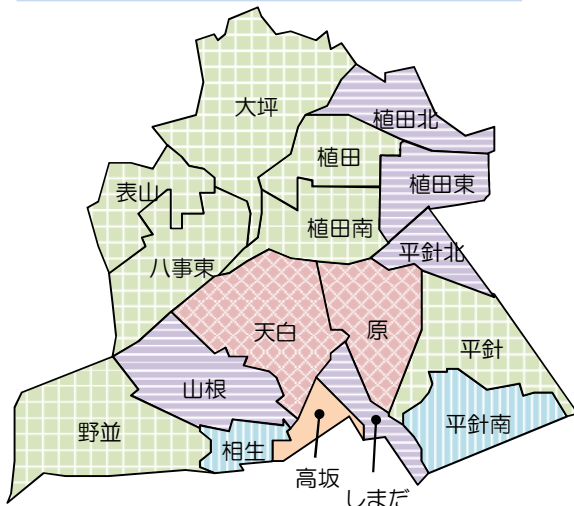 大坪
植田北
植田
表山
植田東
植田南
平針北
八事東
天白
原
平針
山根
野並
相生
平針南
高坂
しまだ